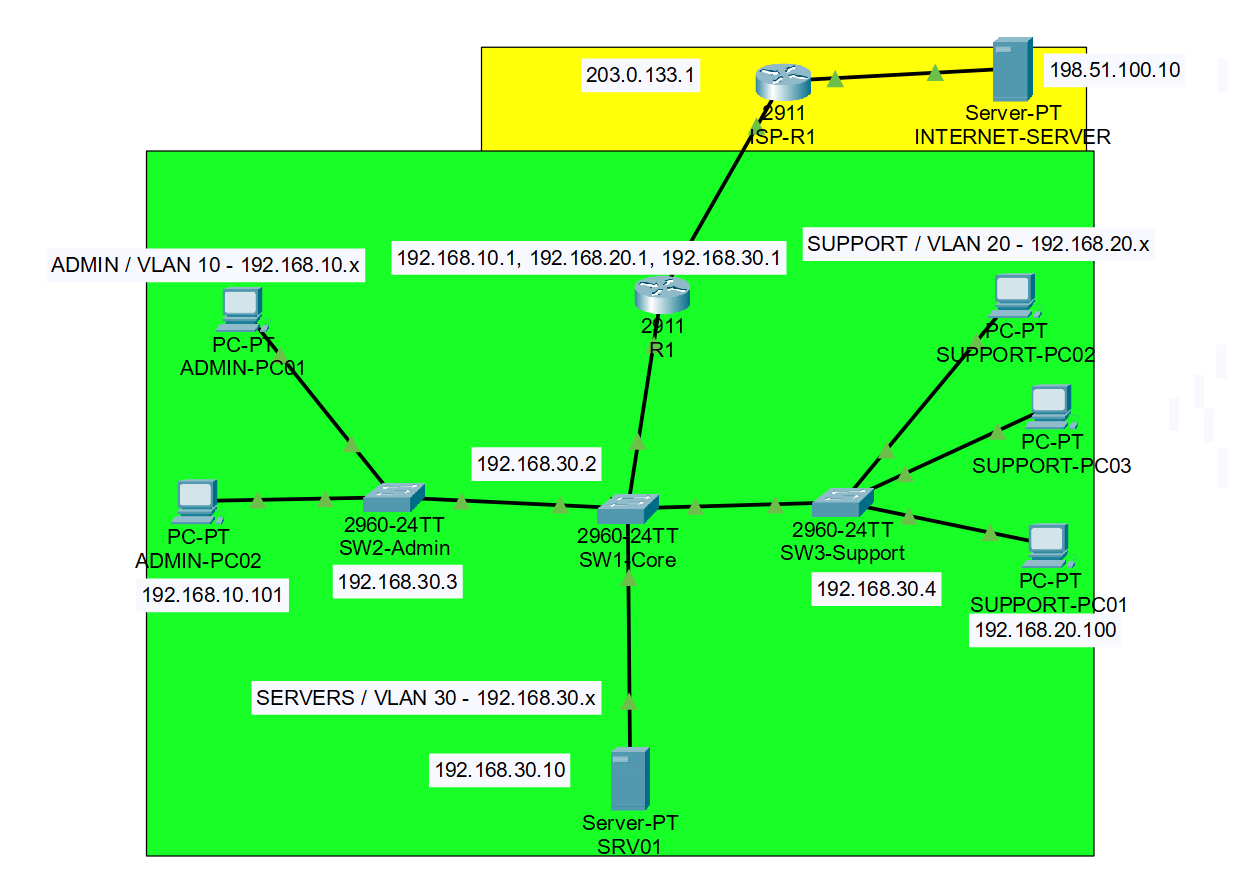 203.0.133.1
198.51.100.10
2911
ISP-R1
Server-PT
INTERNET-SERVER
ADMIN / VLAN 10 - 192.168.10.x
192.168.10.1, 192.168.20.1, 192.168.30.1
SUPPORT / VLAN 20 - 192.168.20.x
PC-PT
ADMIN-PC01
2911
R1
PC-PT
SUPPORT-PC02
PC-PT
SUPPORT-PC03
192.168.30.2
PC-PT
ADMIN-PC02
192.168.10.101
2960-24TT
SW2-Admin
192.168.30.3
2960-24TT
SW1-Core
2960-24TT
SW3-Support
192.168.30.4
PC-PT
SUPPORT-PC01
192.168.20.100
SERVERS / VLAN 30 - 192.168.30.x
192.168.30.10
Server-PT
SRV01